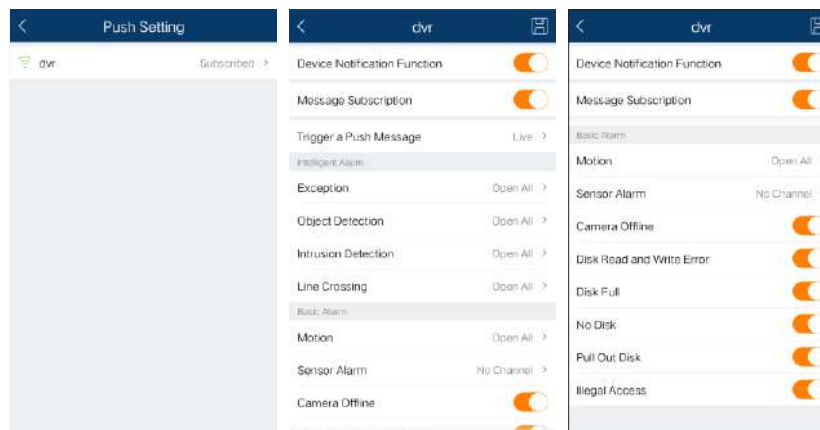 Push Setting
dvr
Subscribed
dvr
Device Notification Function
Message Subscription
Trigger a Push Message
Live
Intelligent Alarm
Exception
Open All
Object Detection
Open All
Intrusion Detection
Open All
Line Crossing
Open All
Basic Alarm
Motion
Open All
Sensor Alarm
No Channel
Camera Offline
dvr
Device Notification Function
Message Subscription
Basic Alarm
Motion
Open All
Sensor Alarm
No Channel
Camera Offline
Disk Read and Write Error
Disk Full
No Disk
Pull Out Disk
Illegal Access